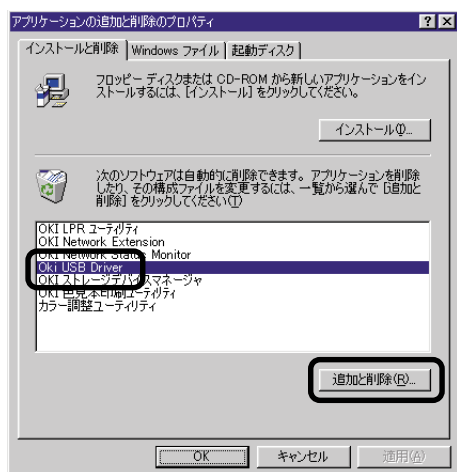 アプリケーションの追加と削除のプロパティ
インストールと削除 Windows ファイル 起動ディスク
フロッピー ディスクまたは CD-ROM から新しいアプリケーションをイン
ストールするには、[インストール] をクリックしてください。
インストール(I)...
次のソフトウェアは自動的に削除できます。アプリケーションを削除
したり、その構成ファイルを変更するには、一覧から選んで [追加と
削除] をクリックしてください(T)
OKI LPR ユーティリティ
OKI Network Extension
OKI Network Status Monitor
Oki USB Driver
OKI ストレージデバイスマネージャ
OKI 色見本印刷ユーティリティ
カラー調整ユーティリティ
追加と削除(R)...
OK キャンセル 適用(A)